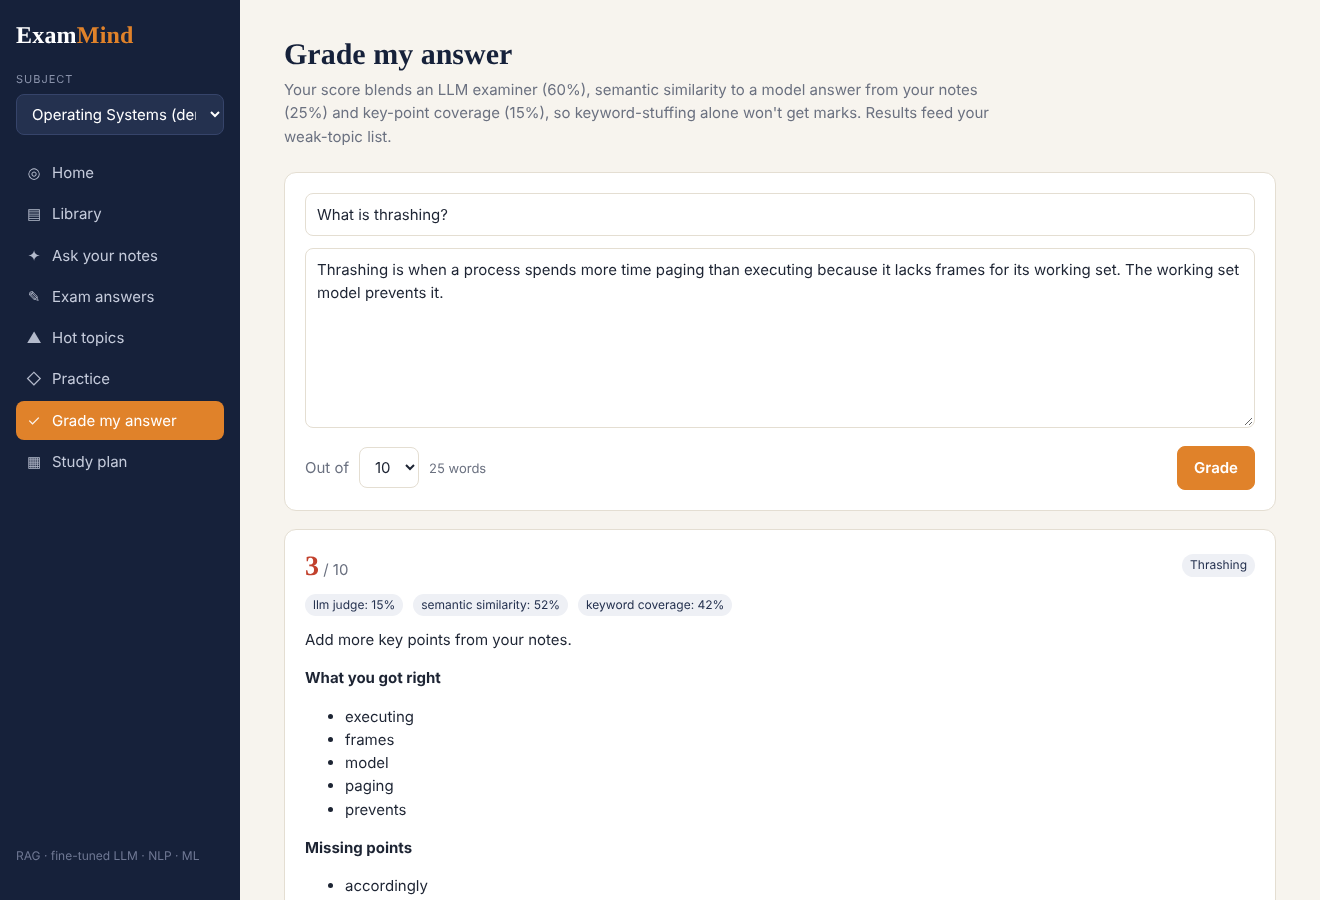 ExamMind
SUBJECT
Operating Systems (der
Home
Library
Ask your notes
Exam answers
Hot topics
Practice
Grade my answer
Study plan
RAG · fine-tuned LLM · NLP · ML
Grade my answer
Your score blends an LLM examiner (60%), semantic similarity to a model answer from your notes
(25%) and key-point coverage (15%), so keyword-stuffing alone won't get marks. Results feed your
weak-topic list.
What is thrashing?
Thrashing is when a process spends more time paging than executing because it lacks frames for its working set. The working set
model prevents it.
Out of 10 25 words Grade
3 / 10 Thrashing
llm judge: 15% semantic similarity: 52% keyword coverage: 42%
Add more key points from your notes.
What you got right
executing
frames
model
paging
prevents
Missing points
accordingly